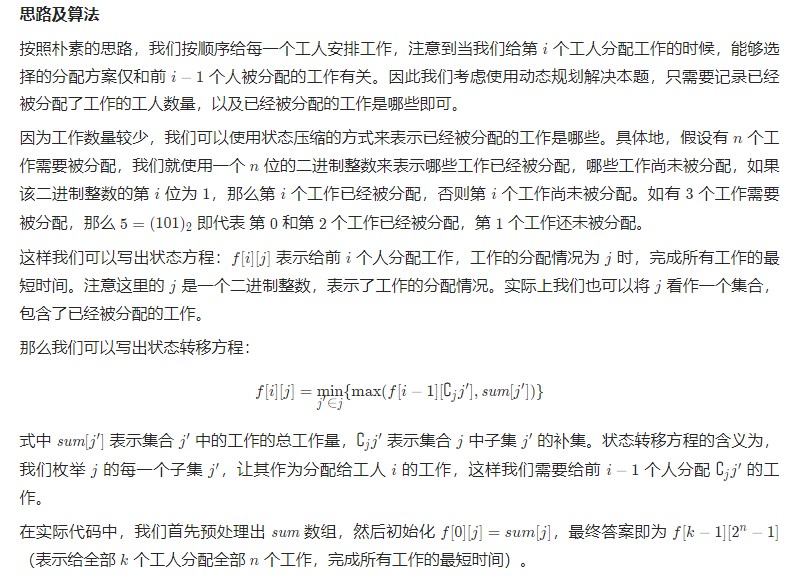 思路及算法
按照朴素的思路，我们按顺序给每一个工人安排工作，注意到当我们给第 i 个工人分配工作的时候，能够选
择的分配方案仅和前 i − 1 个人被分配的工作有关。因此我们考虑使用动态规划解决本题，只需要记录已经
被分配了工作的工人数量，以及已经被分配的工作是哪些即可。
因为工作数量较少，我们可以使用状态压缩的方式来表示已经被分配的工作是哪些。具体地，假设有 n 个工
作需要被分配，我们就使用一个 n 位的二进制整数来表示哪些工作已经被分配，哪些工作尚未被分配，如果
该二进制整数的第 i 位为 1，那么第 i 个工作已经被分配，否则第 i 个工作尚未被分配。如有 3 个工作需要
被分配，那么 5 = (101)₂ 即代表 第 0 和第 2 个工作已经被分配，第 1 个工作还未被分配。
这样我们可以写出状态方程：f[i][j] 表示给前 i 个人分配工作，工作的分配情况为 j 时，完成所有工作的最
短时间。注意这里的 j 是一个二进制整数，表示了工作的分配情况。实际上我们也可以将 j 看作一个集合，
包含了已经被分配的工作。
那么我们可以写出状态转移方程：
f[i][j] = min_{j′∈j}{max(f[i − 1][∁ⱼj′], sum[j′])}
式中 sum[j′] 表示集合 j′ 中的工作的总工作量，∁ⱼj′ 表示集合 j 中子集 j′ 的补集。状态转移方程的含义为，
我们枚举 j 的每一个子集 j′，让其作为分配给工人 i 的工作，这样我们需要给前 i − 1 个人分配 ∁ⱼj′ 的工
作。
在实际代码中，我们首先预处理出 sum 数组，然后初始化 f[0][j] = sum[j]，最终答案即为 f[k − 1][2ⁿ − 1]
（表示给全部 k 个工人分配全部 n 个工作，完成所有工作的最短时间）。